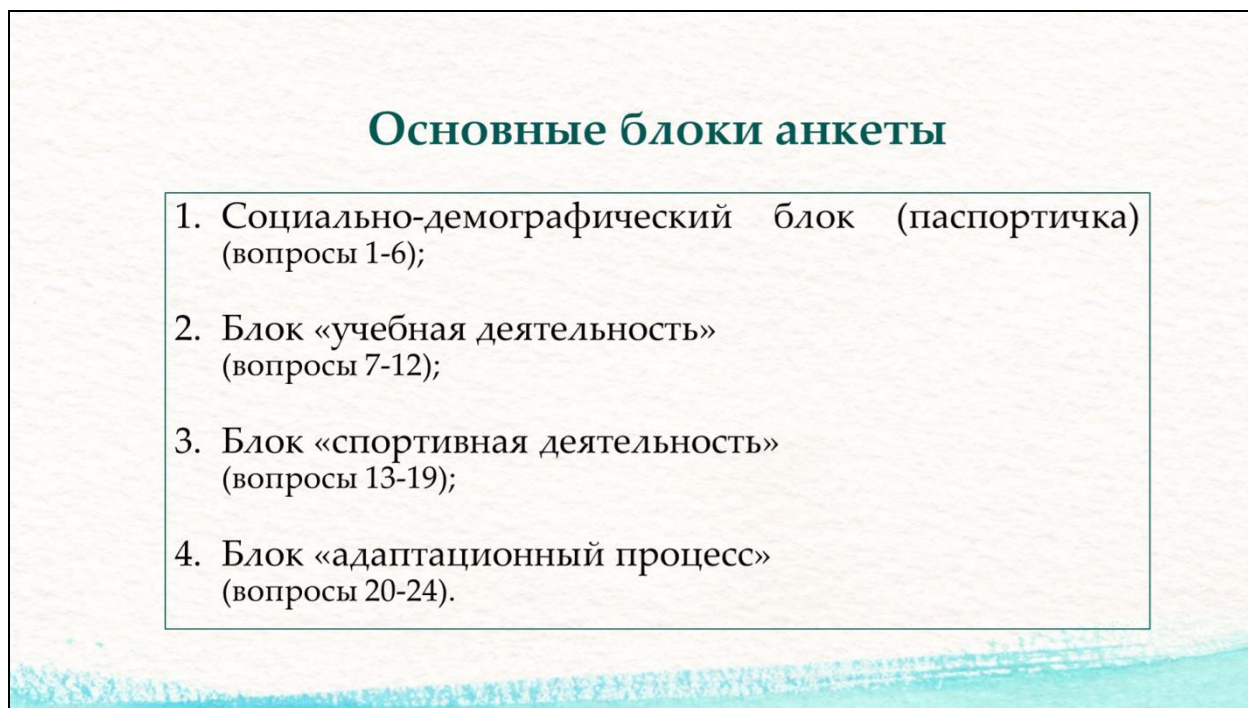 Основные блоки анкеты
1. Социально-демографический блок (паспортичка)
(вопросы 1-6);
2. Блок «учебная деятельность»
(вопросы 7-12);
3. Блок «спортивная деятельность»
(вопросы 13-19);
4. Блок «адаптационный процесс»
(вопросы 20-24).